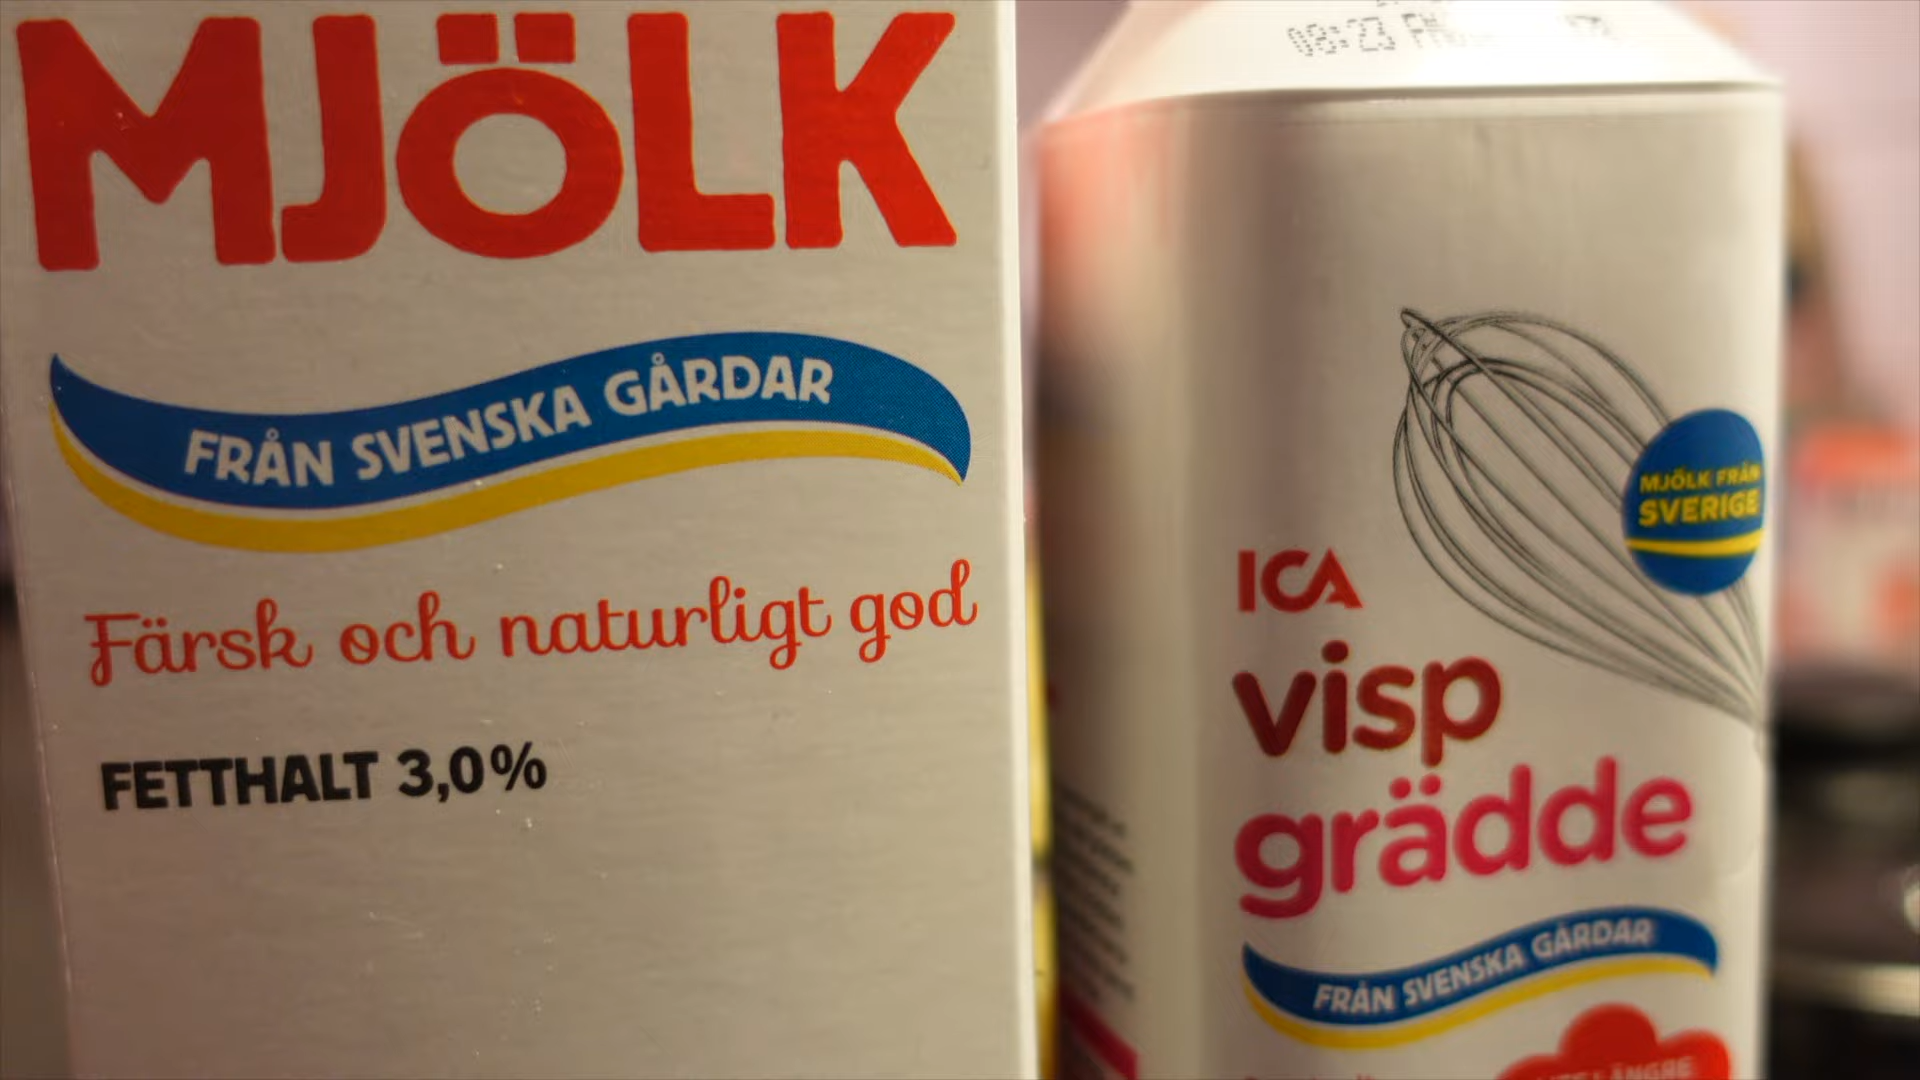 MJÖLK
FRÅN SVENSKA GÅRDAR
Färsk och naturligt god
FETTHALT 3,0%
MJÖLK FRÅN
SVERIGE
ICA
visp
grädde
FRÅN SVENSKA GÅRDAR
LÄNGRE